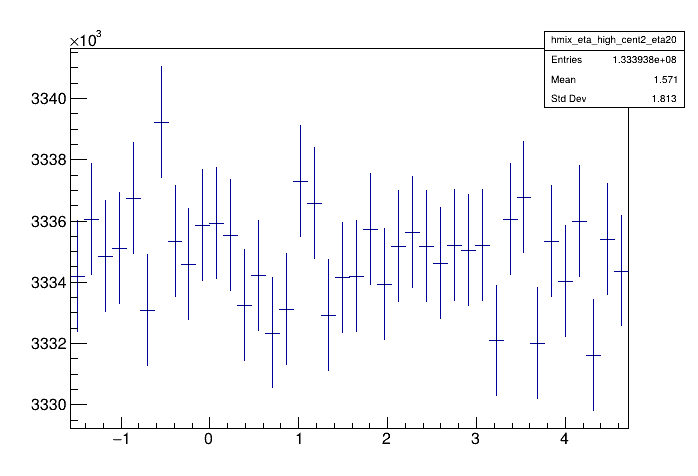 ×10³
hmix_eta_high_cent2_eta20
Entries 1.333938e+08
Mean 1.571
Std Dev 1.813
3340
3338
3336
3334
3332
3330
−1 0 1 2 3 4